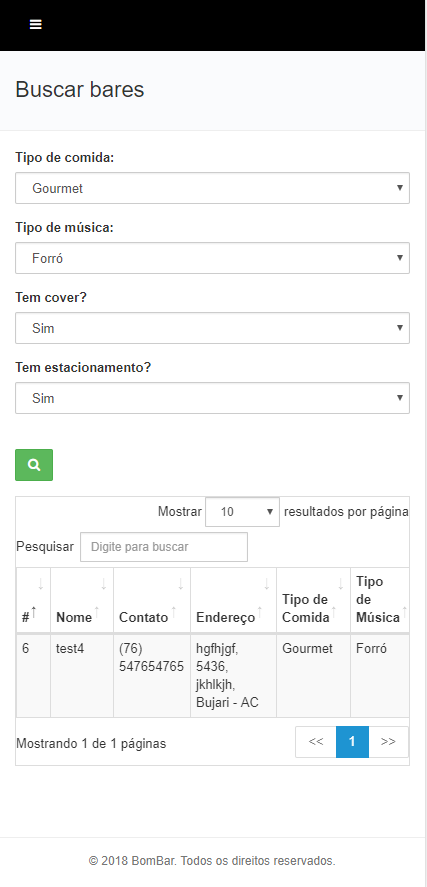 Buscar bares
Tipo de comida:
Gourmet
Tipo de música:
Forró
Tem cover?
Sim
Tem estacionamento?
Sim
Mostrar 10 resultados por página
Pesquisar Digite para buscar
# Nome Contato Endereço Tipo de Comida Tipo de Música
6 test4 (76) 547654765 hgfhjgf, 5436, jkhlkjh, Bujari - AC Gourmet Forró
Mostrando 1 de 1 páginas << 1 >>
© 2018 BomBar. Todos os direitos reservados.